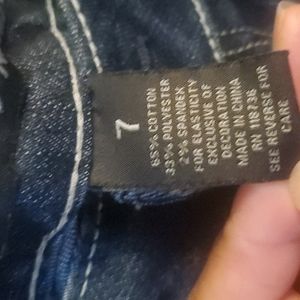 7
65% COTTON
33% POLYESTER
2% SPANDEX
FOR ELASTICITY
EXCLUSIVE OF
DECORATION
MADE IN CHINA
RN 118736
SEE REVERSE FOR
CARE